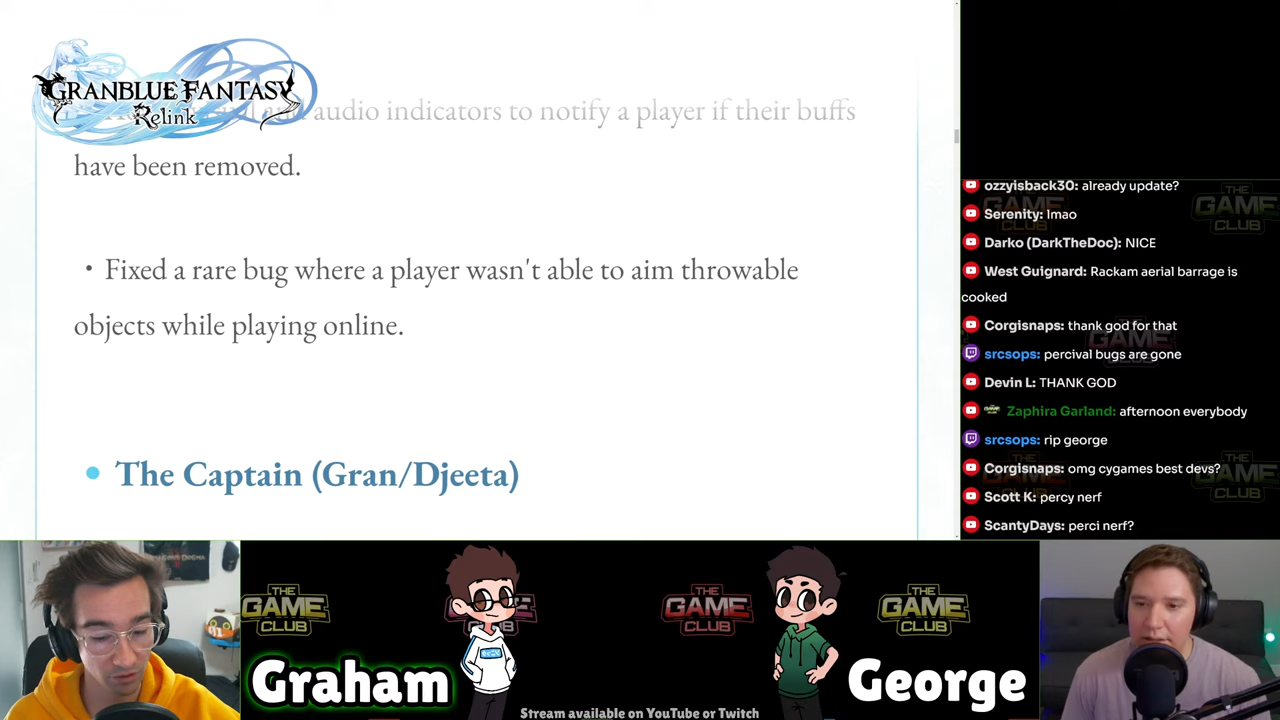 GRANBLUE FANTASY
Relink
audio indicators to notify a player if their buffs
have been removed.
・Fixed a rare bug where a player wasn't able to aim throwable
objects while playing online.
The Captain (Gran/Djeeta)
ozzyisback30: already update?
Serenity: lmao
Darko (DarkTheDoc): NICE
West Guignard: Rackam aerial barrage is
cooked
Corgisnaps: thank god for that
srcsops: percival bugs are gone
Devin L: THANK GOD
Zaphira Garland: afternoon everybody
srcsops: rip george
Corgisnaps: omg cygames best devs?
Scott K: percy nerf
ScantyDays: perci nerf?
THE GAME CLUB
THE GAME CLUB
THE GAME CLUB
Graham
George
Stream available on YouTube or Twitch